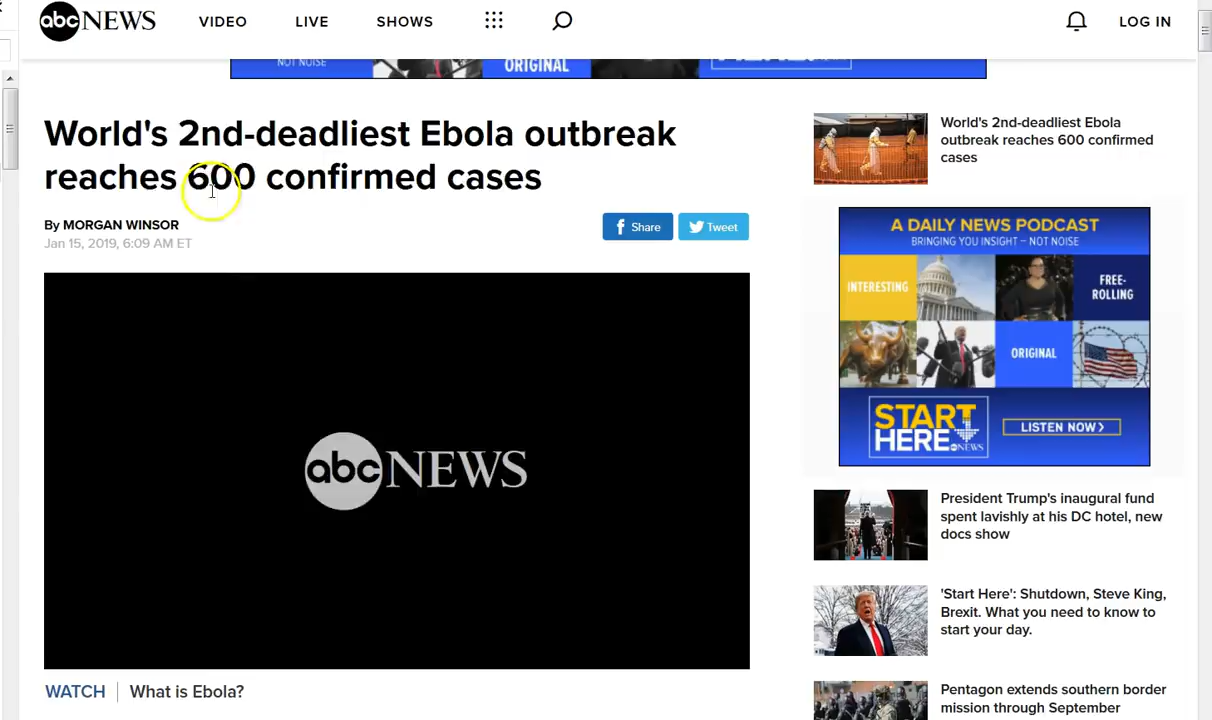 abc NEWS
VIDEO
LIVE
SHOWS
LOG IN
NOT NOISE
ORIGINAL
World's 2nd-deadliest Ebola outbreak
reaches 600 confirmed cases
By MORGAN WINSOR
Jan 15, 2019, 6:09 AM ET
Share
Tweet
abc NEWS
WATCH
What is Ebola?
World's 2nd-deadliest Ebola
outbreak reaches 600 confirmed
cases
A DAILY NEWS PODCAST
BRINGING YOU INSIGHT – NOT NOISE
INTERESTING
FREE-
ROLLING
ORIGINAL
START
HERE
abc NEWS
LISTEN NOW >
President Trump's inaugural fund
spent lavishly at his DC hotel, new
docs show
'Start Here': Shutdown, Steve King,
Brexit. What you need to know to
start your day.
Pentagon extends southern border
mission through September